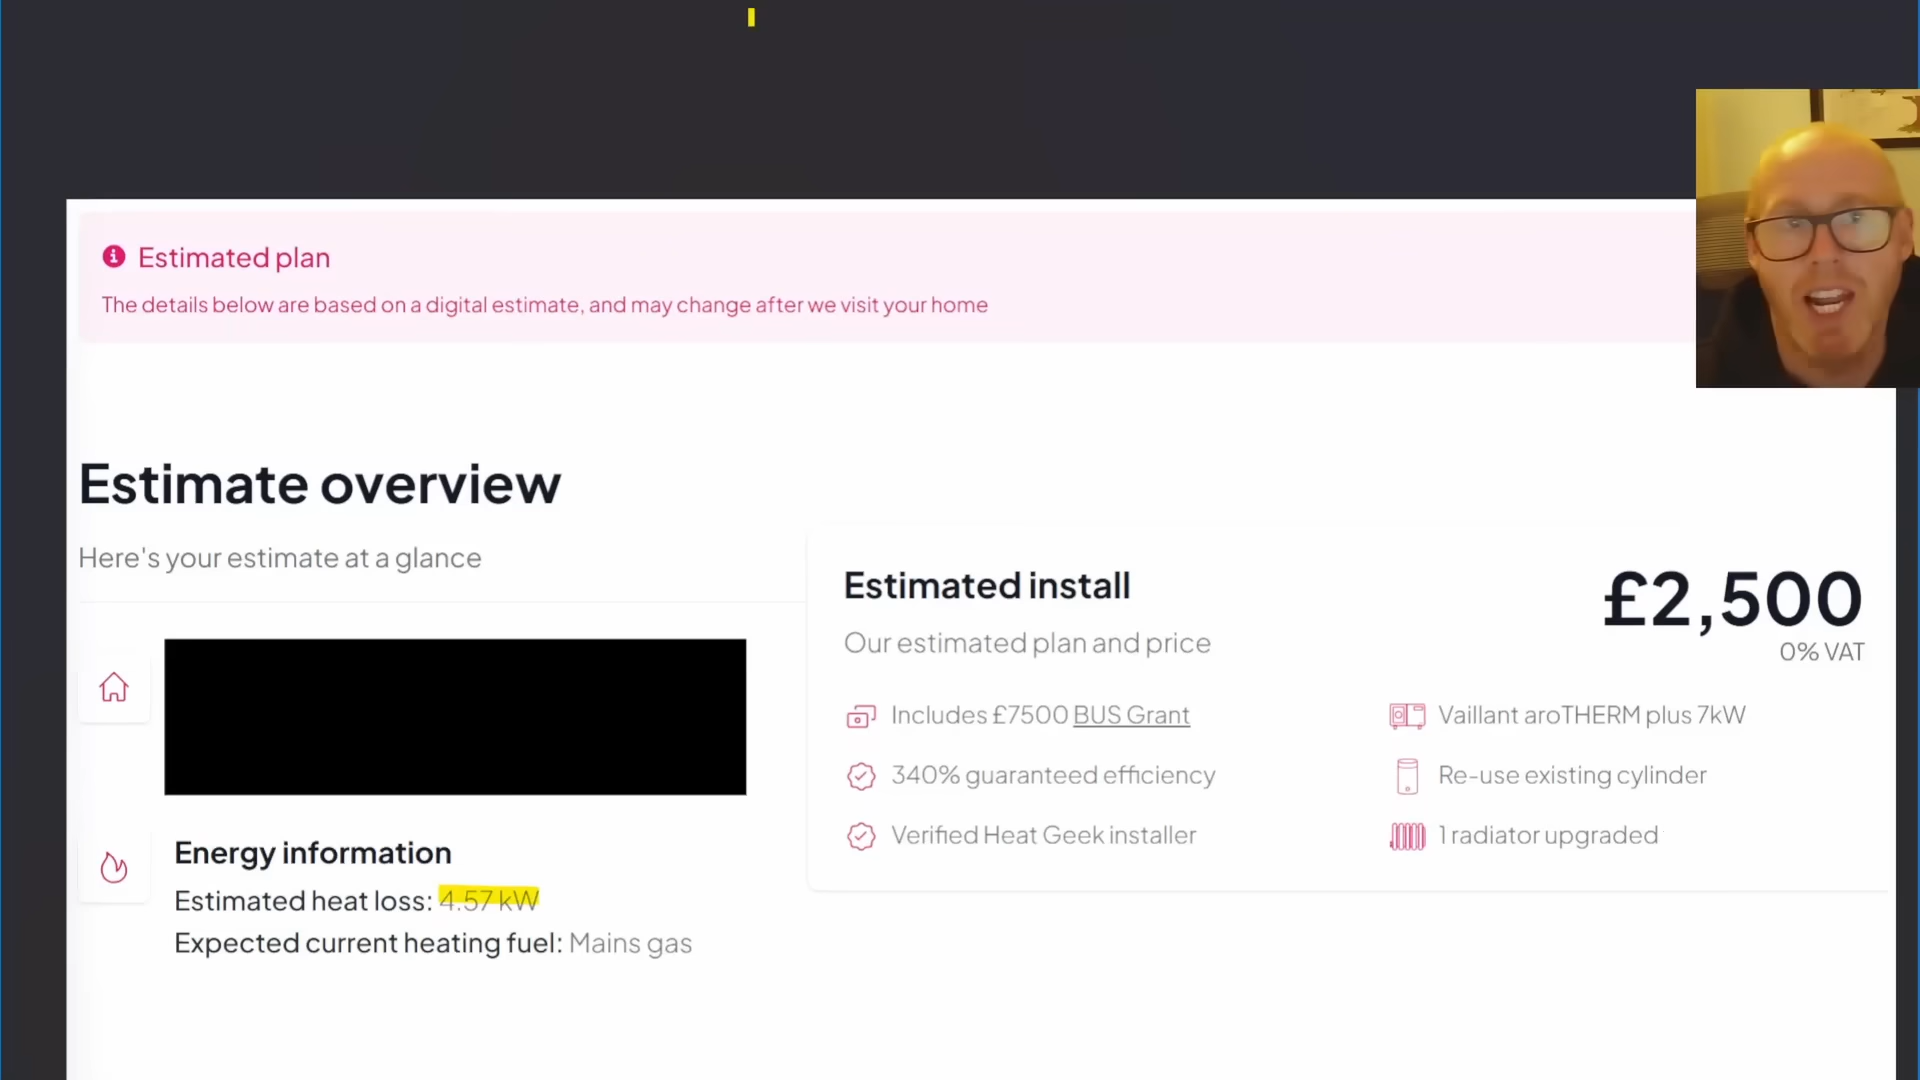 Estimated plan
The details below are based on a digital estimate, and may change after we visit your home
Estimate overview
Here's your estimate at a glance
Energy information
Estimated heat loss: 4.57 kW
Expected current heating fuel: Mains gas
Estimated install
Our estimated plan and price
£2,500
0% VAT
Includes £7500 BUS Grant
340% guaranteed efficiency
Verified Heat Geek installer
Vaillant aroTHERM plus 7kW
Re-use existing cylinder
1 radiator upgraded